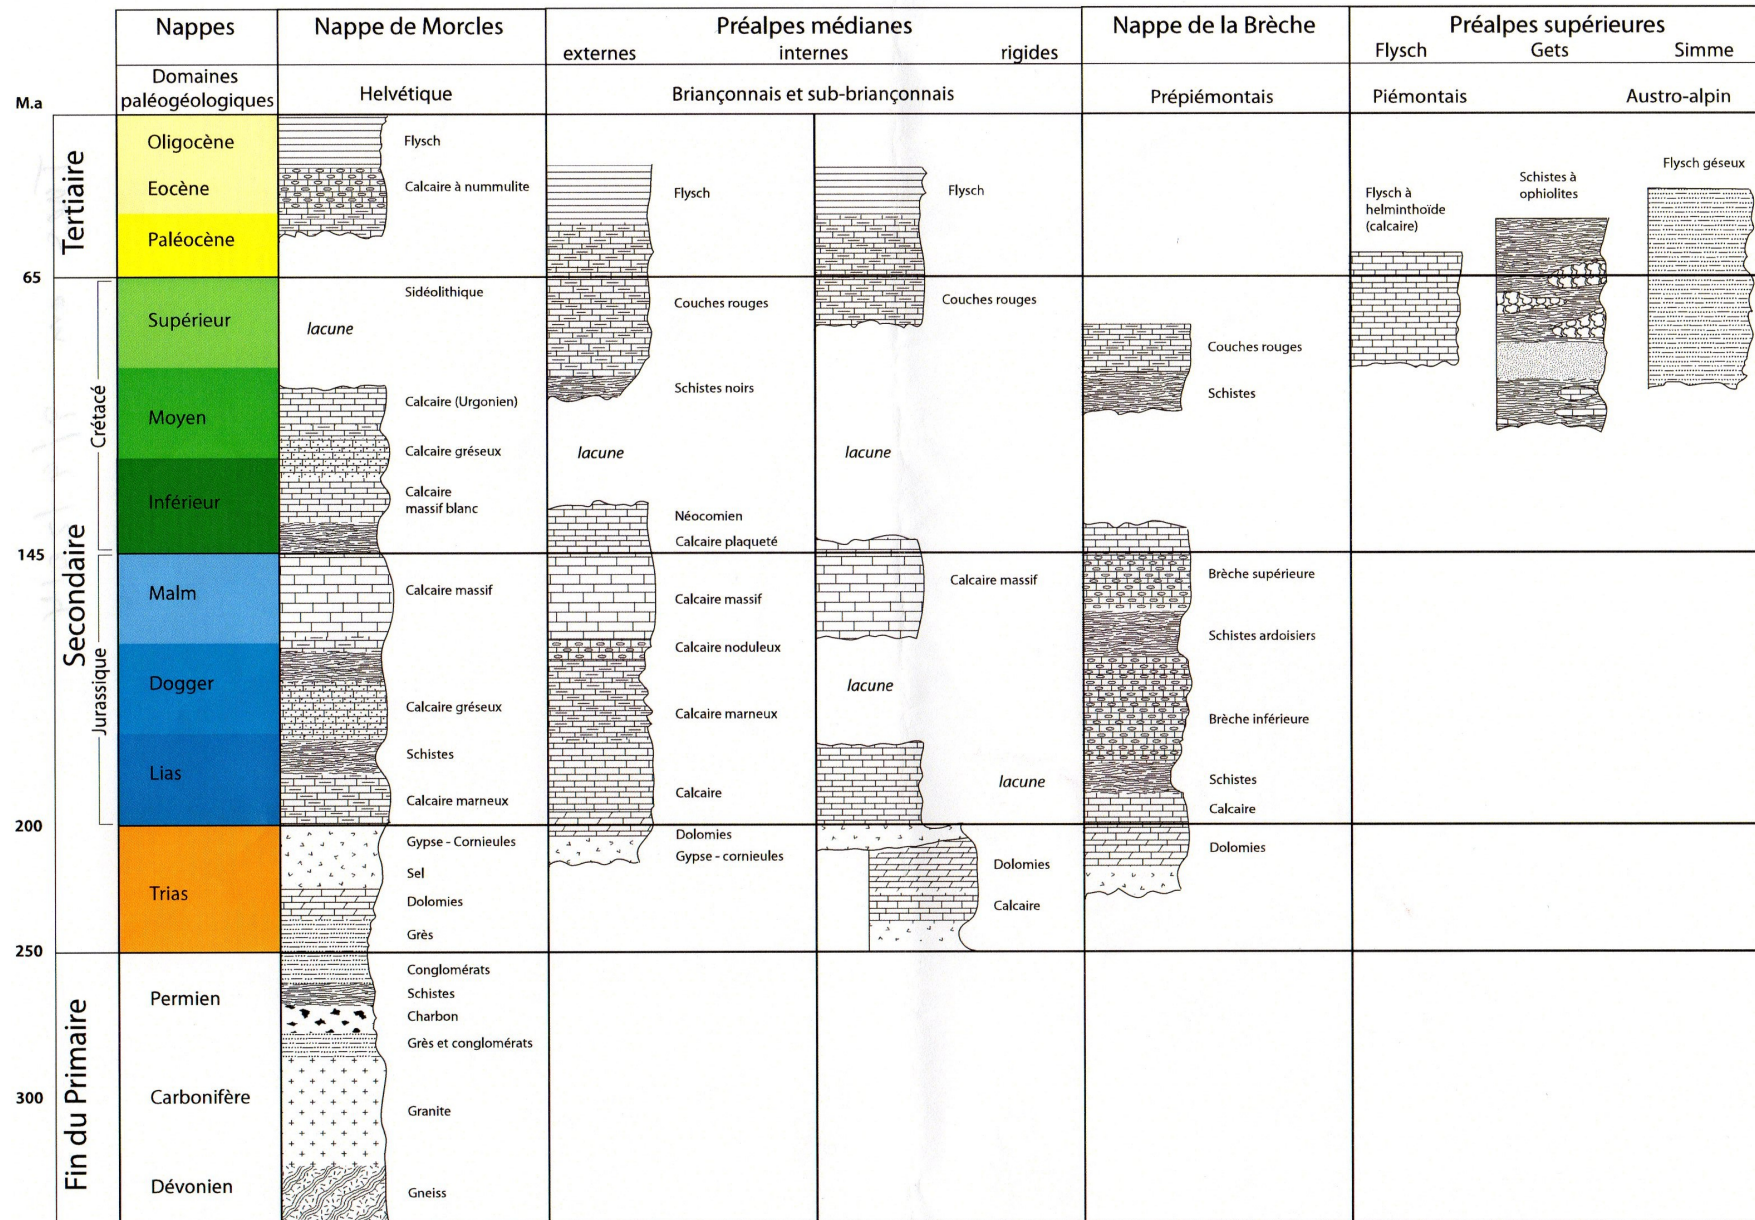 Nappes
Nappe de Morcles
Préalpes médianes
Nappe de la Brèche
Préalpes supérieures
externes
internes
rigides
Flysch
Gets
Simme
M.a
Domaines
paléogéologiques
Helvétique
Briançonnais et sub-briançonnais
Prépiémontais
Piémontais
Austro-alpin
Tertiaire
Oligocène
Eocène
Paléocène
Flysch
Calcaire à nummulite
Flysch
Flysch
Flysch à
helminthoïde
(calcaire)
Schistes à
ophiolites
Flysch géseux
65
Secondaire
Crétacé
Supérieur
Moyen
Inférieur
Sidéolithique
lacune
Calcaire (Urgonien)
Calcaire gréseux
Calcaire
massif blanc
Couches rouges
Schistes noirs
lacune
Néocomien
Calcaire plaqueté
Couches rouges
lacune
Couches rouges
Schistes
145
Jurassique
Malm
Dogger
Lias
Calcaire massif
Calcaire gréseux
Schistes
Calcaire marneux
Calcaire massif
Calcaire noduleux
Calcaire marneux
Calcaire
Calcaire massif
lacune
lacune
Brèche supérieure
Schistes ardoisiers
Brèche inférieure
Schistes
Calcaire
200
Trias
Gypse - Cornieules
Sel
Dolomies
Grès
Dolomies
Gypse - cornieules
Dolomies
Calcaire
Dolomies
250
Fin du Primaire
Permien
Carbonifère
Dévonien
300
Conglomérats
Schistes
Charbon
Grès et conglomérats
Granite
Gneiss